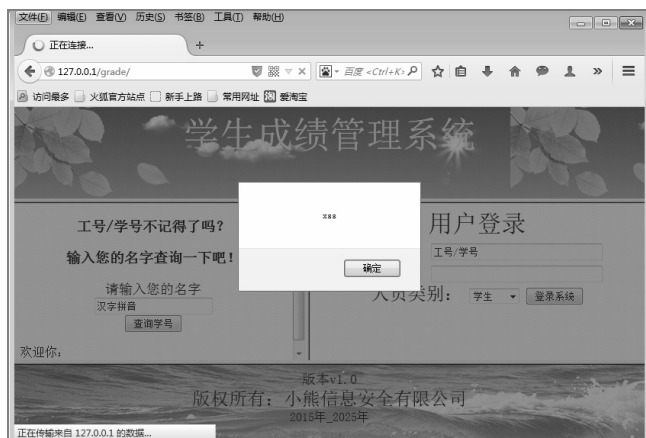 文件(F) 编辑(E) 查看(V) 历史(S) 书签(B) 工具(T) 帮助(H)
正在连接... +
127.0.0.1/grade/ 百度 <Ctrl+K>
访问最多 火狐官方站点 新手上路 常用网址 爱淘宝
学生成绩管理系统
工号/学号不记得了吗?
输入您的名字查询一下吧!
请输入您的名字
汉字拼音
查询学号
欢迎你:
xss
确定
用户登录
工号/学号
人员类别: 学生 登录系统
版本v1.0
版权所有: 小熊信息安全有限公司
2015年_2025年
正在传输来自 127.0.0.1 的数据...